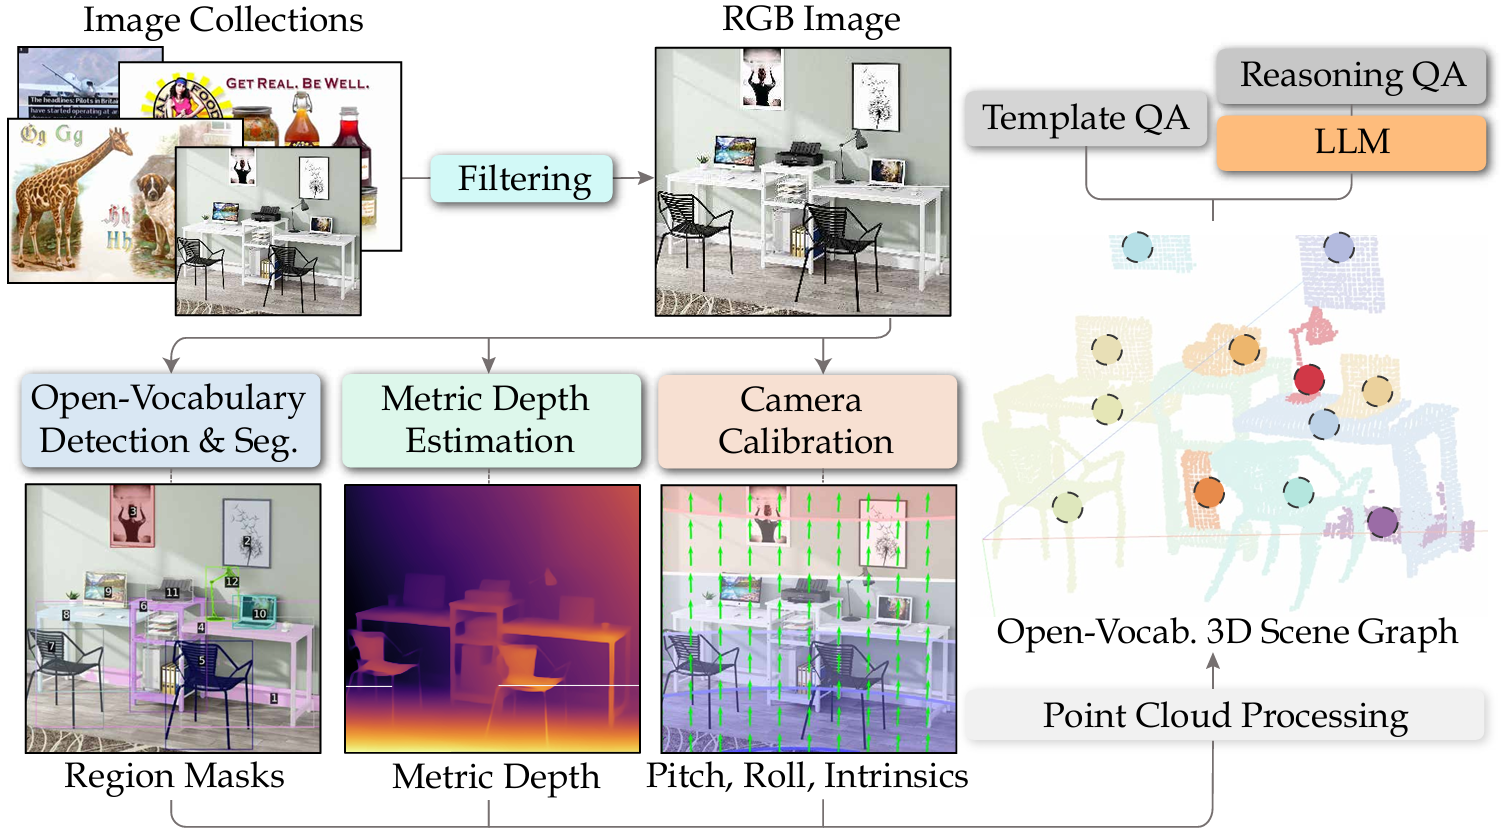 Image Collections
RGB Image
The headlines: Pilots in Britain
have started operating at ar
GET REAL. BE WELL.
FOOD
Gg Gg
Hh
Hh
Filtering
Template QA
Reasoning QA
LLM
Open-Vocabulary
Detection & Seg.
Metric Depth
Estimation
Camera
Calibration
3
2
12
9
11
10
8
6
4
7
5
1
Open-Vocab. 3D Scene Graph
Point Cloud Processing
Region Masks
Metric Depth
Pitch, Roll, Intrinsics